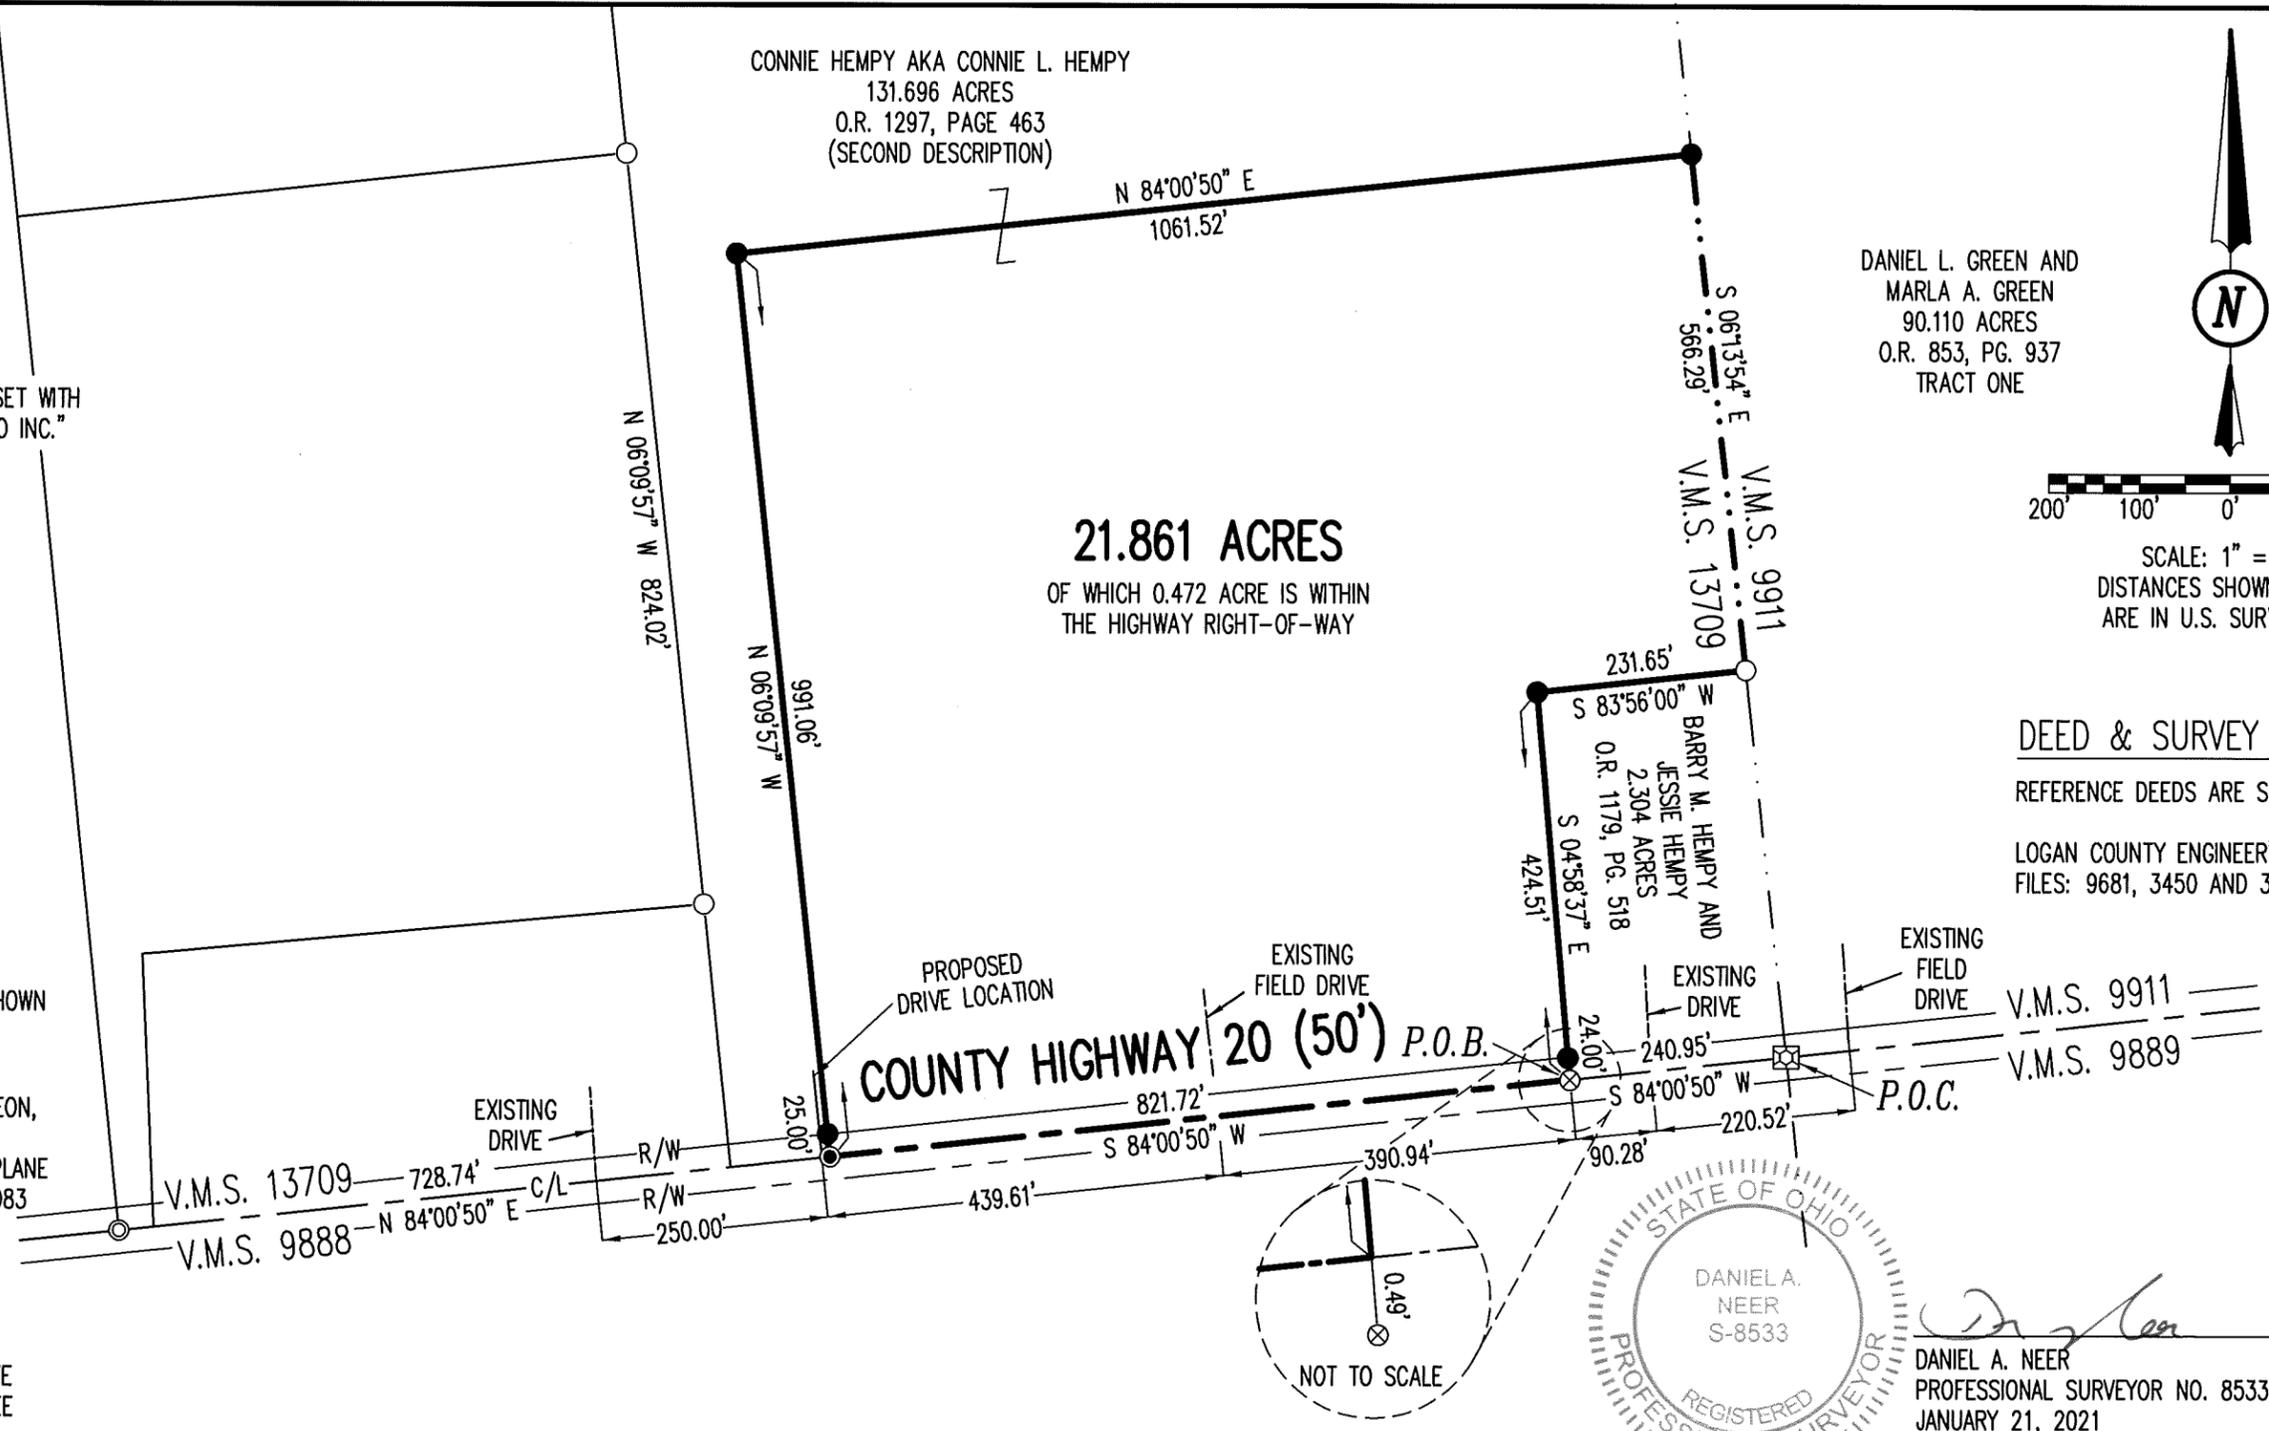 CONNIE HEMPY AKA CONNIE L. HEMPY
131.696 ACRES
O.R. 1297, PAGE 463
(SECOND DESCRIPTION)
N 84°00'50" E
1061.52'
DANIEL L. GREEN AND
MARLA A. GREEN
90.110 ACRES
O.R. 853, PG. 937
TRACT ONE
N
S 06°13'54" E
566.29'
SET WITH
O INC."
N 06°09'57" W 824.02'
V.M.S. 13709
V.M.S. 9911
200' 100' 0'
SCALE: 1" =
DISTANCES SHOWN
ARE IN U.S. SUR
21.861 ACRES
OF WHICH 0.472 ACRE IS WITHIN
THE HIGHWAY RIGHT-OF-WAY
991.06'
N 06°09'57" W
231.65'
S 83°56'00" W
BARRY M. HEMPY AND
JESSIE HEMPY
2.304 ACRES
O.R. 1179, PG. 518
S 04°58'37" E
424.51'
DEED & SURVEY
REFERENCE DEEDS ARE S
LOGAN COUNTY ENGINEER'
FILES: 9681, 3450 AND 3
PROPOSED
DRIVE LOCATION
EXISTING
FIELD DRIVE
EXISTING
DRIVE
EXISTING
FIELD
DRIVE
HOWN
COUNTY HIGHWAY 20 (50')
P.O.B.
24.00'
240.95'
S 84°00'50" W
V.M.S. 9911
V.M.S. 9889
P.O.C.
EON,
PLANE
983
EXISTING
DRIVE
25.00'
821.72'
S 84°00'50" W
220.52'
90.28'
390.94'
439.61'
250.00'
R/W
C/L
R/W
V.M.S. 13709
728.74'
N 84°00'50" E
V.M.S. 9888
0.49'
NOT TO SCALE
STATE OF OHIO
DANIEL A.
NEER
S-8533
REGISTERED
DANIEL A. NEER
PROFESSIONAL SURVEYOR NO. 8533
JANUARY 21, 2021